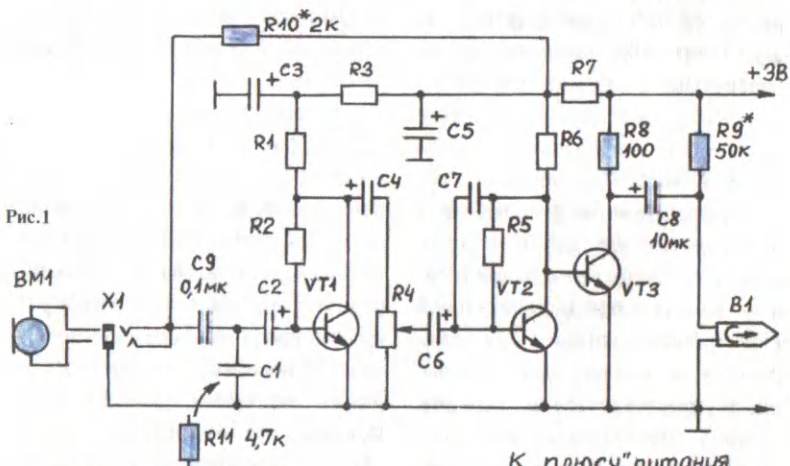 R10* 2к
C3
+
R3
R7
+3В
R1
+
C5
R6
R8
100
R9*
50к
+
C4
C7
R5
+
C8
10мк
Рис.1
R2
C9
0,1мк
C2
+
VT1
R4
VT2
VT3
BM1
X1
+
C6
B1
C1
R11 4,7к
К „плюсу" питания